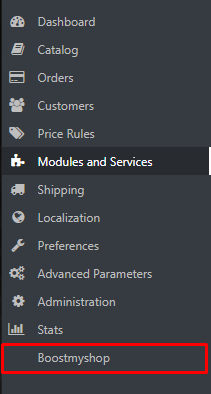 Dashboard
Catalog
Orders
Customers
Price Rules
Modules and Services
Shipping
Localization
Preferences
Advanced Parameters
Administration
Stats
Boostmyshop